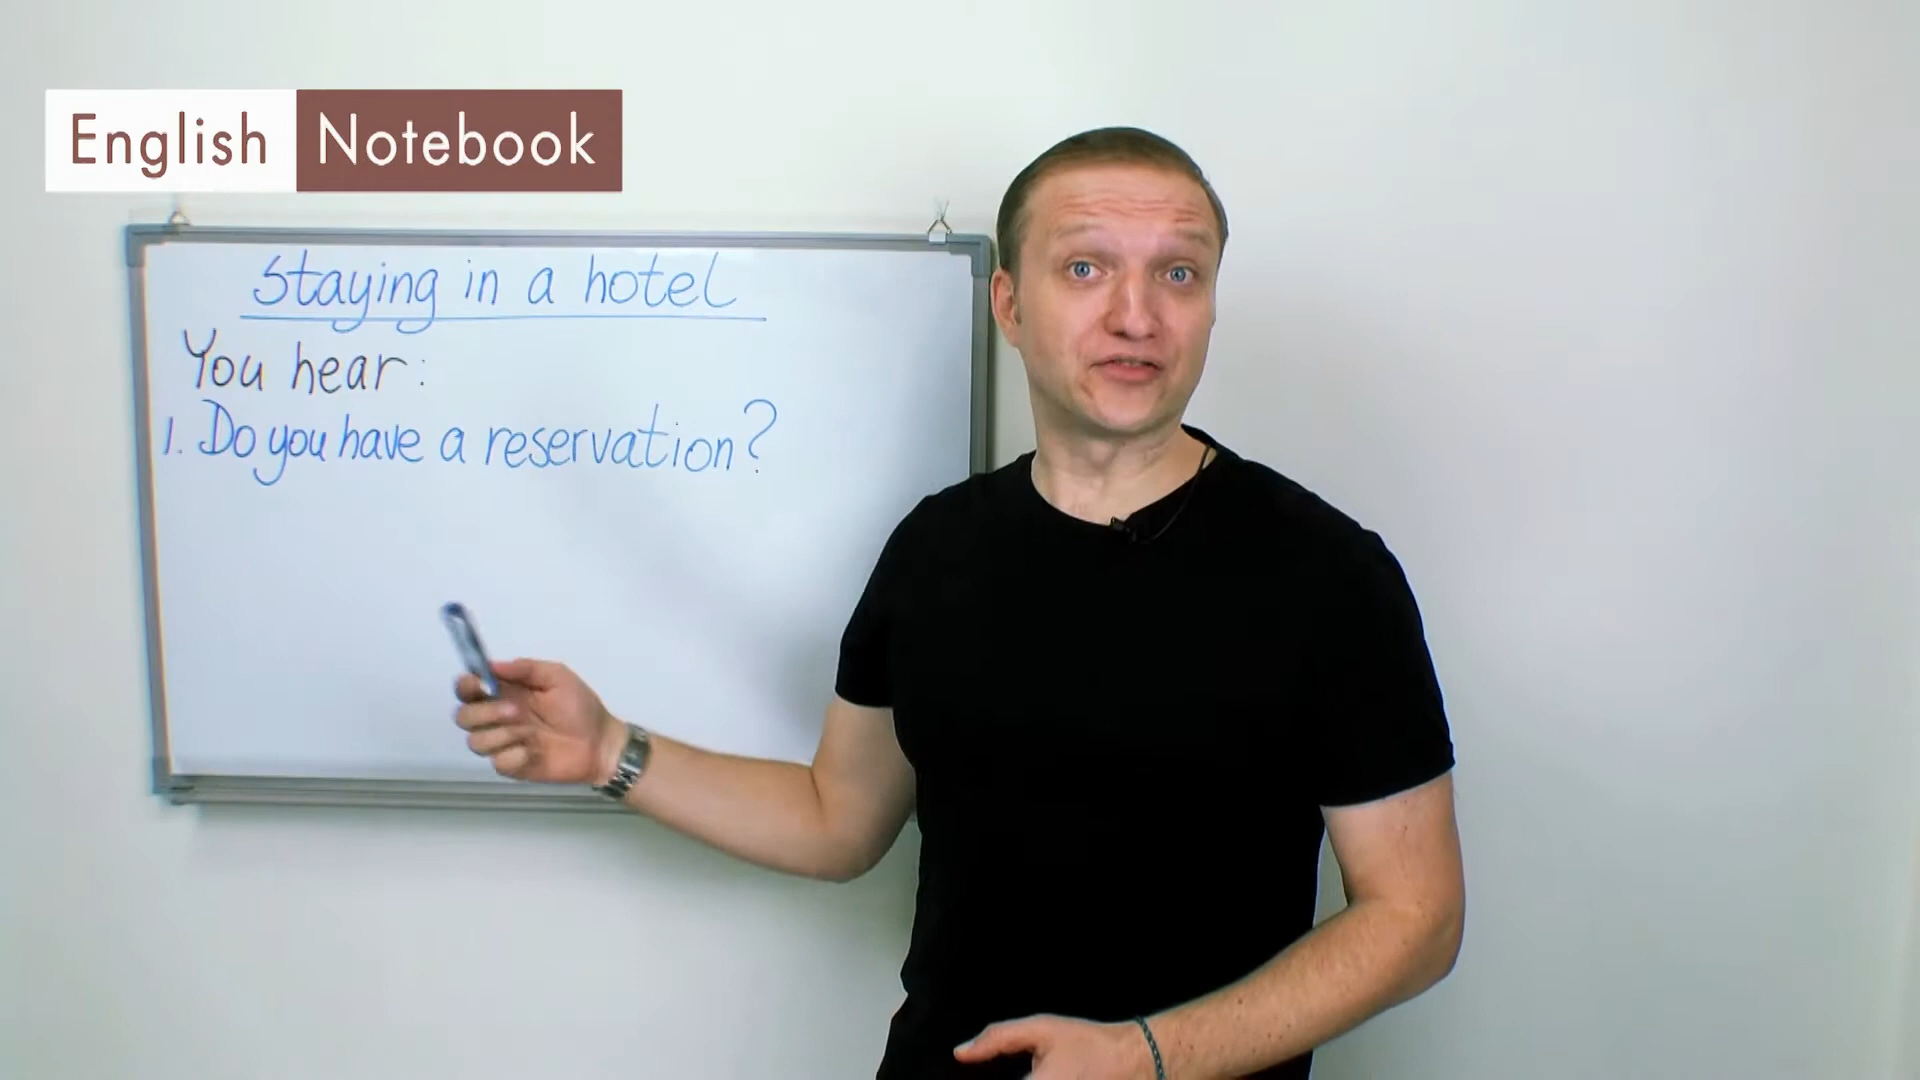 English Notebook
Staying in a hotel
You hear:
1. Do you have a reservation?